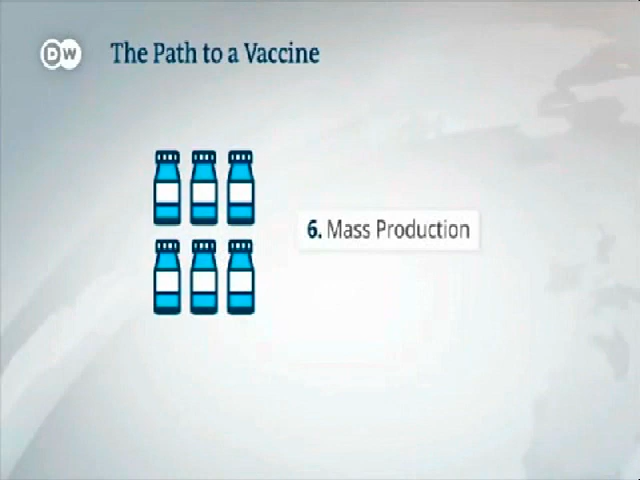 DW The Path to a Vaccine
6. Mass Production